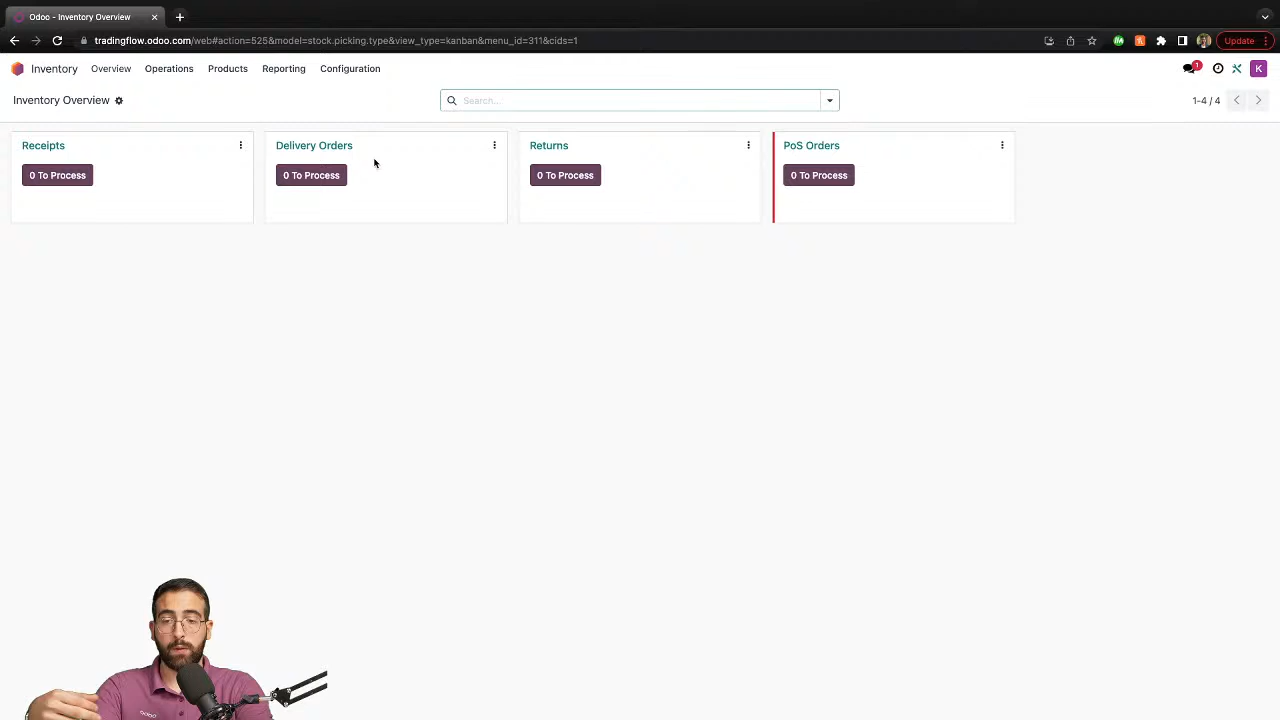 Odoo - Inventory Overview
tradingflow.odoo.com/web#action=525&model=stock.picking.type&view_type=kanban&menu_id=311&cids=1
Update
Inventory Overview Operations Products Reporting Configuration
1
K
Inventory Overview
Search...
1-4 / 4
Receipts
0 To Process
Delivery Orders
0 To Process
Returns
0 To Process
PoS Orders
0 To Process
odoo